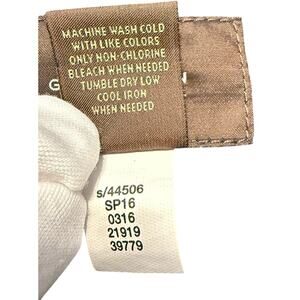 MACHINE WASH COLD
WITH LIKE COLORS
ONLY NON-CHLORINE
BLEACH WHEN NEEDED
TUMBLE DRY LOW
COOL IRON
WHEN NEEDED
G
s/44506
SP16
0316
21919
39779